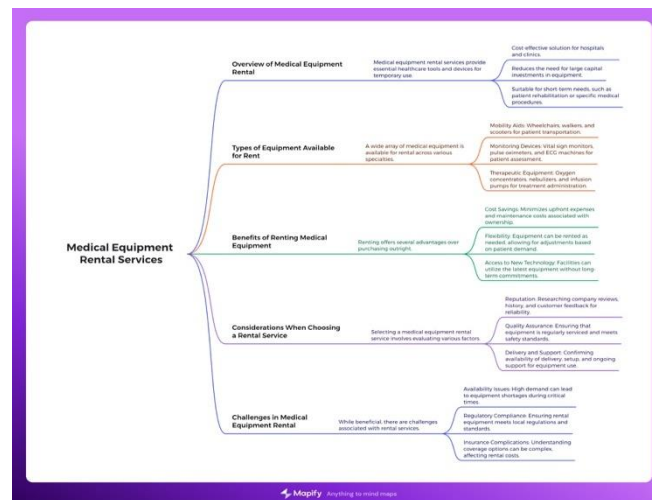 Medical Equipment
Rental Services
Overview of Medical Equipment
Rental
Medical equipment rental services provide
essential healthcare tools and devices for
temporary use.
Cost-effective solution for hospitals
and clinics.
Reduces the need for large capital
investments in equipment.
Suitable for short-term needs, such as
patient rehabilitation or specific medical
procedures.
Types of Equipment Available
for Rent
A wide array of medical equipment is
available for rental across various
specialties.
Mobility Aids: Wheelchairs, walkers, and
scooters for patient transportation.
Monitoring Devices: Vital sign monitors,
pulse oximeters, and ECG machines for
patient assessment.
Therapeutic Equipment: Oxygen
concentrators, nebulizers, and infusion
pumps for treatment administration.
Benefits of Renting Medical
Equipment
Renting offers several advantages over
purchasing outright.
Cost Savings: Minimizes upfront expenses
and maintenance costs associated with
ownership.
Flexibility: Equipment can be rented as
needed, allowing for adjustments based
on patient demand.
Access to New Technology: Facilities can
utilize the latest equipment without long-
term commitments.
Considerations When Choosing
a Rental Service
Selecting a medical equipment rental
service involves evaluating various factors.
Reputation: Researching company reviews,
history, and customer feedback for
reliability.
Quality Assurance: Ensuring that
equipment is regularly serviced and meets
safety standards.
Delivery and Support: Confirming
availability of delivery, setup, and ongoing
support for equipment use.
Challenges in Medical
Equipment Rental
While beneficial, there are challenges
associated with rental services.
Availability Issues: High demand can lead
to equipment shortages during critical
times.
Regulatory Compliance: Ensuring rental
equipment meets local regulations and
standards.
Insurance Complications: Understanding
coverage options can be complex,
affecting rental costs.
Mapify Anything to mind maps